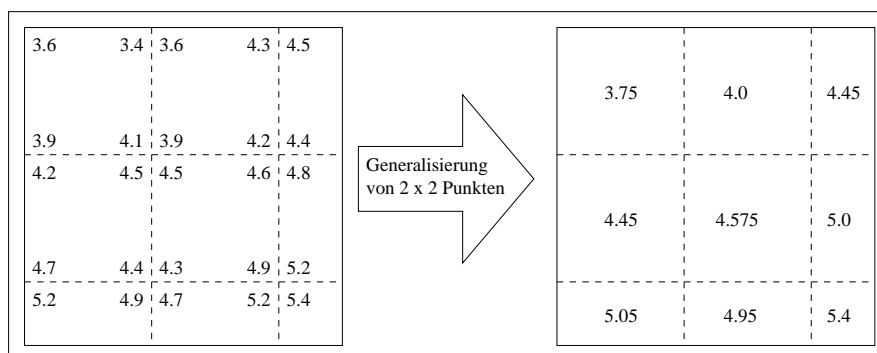 3.6 3.4 3.6 4.3 4.5
3.9 4.1 3.9 4.2 4.4
4.2 4.5 4.5 4.6 4.8
4.7 4.4 4.3 4.9 5.2
5.2 4.9 4.7 5.2 5.4
Generalisierung
von 2 x 2 Punkten
3.75 4.0 4.45
4.45 4.575 5.0
5.05 4.95 5.4